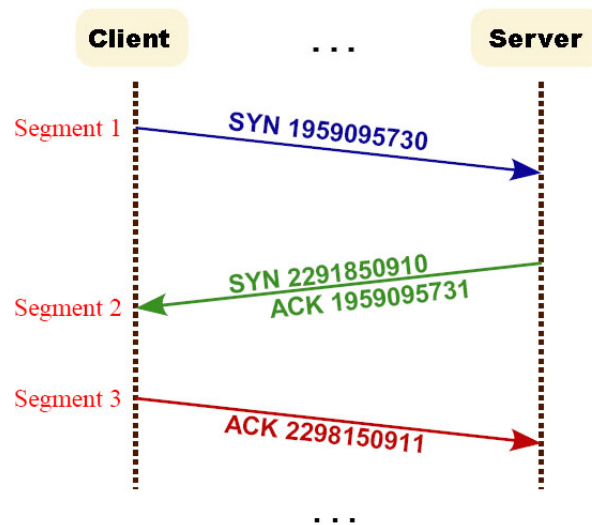 Client
. . .
Server
Segment 1
SYN 1959095730
SYN 2291850910
ACK 1959095731
Segment 2
Segment 3
ACK 2298150911
. . .